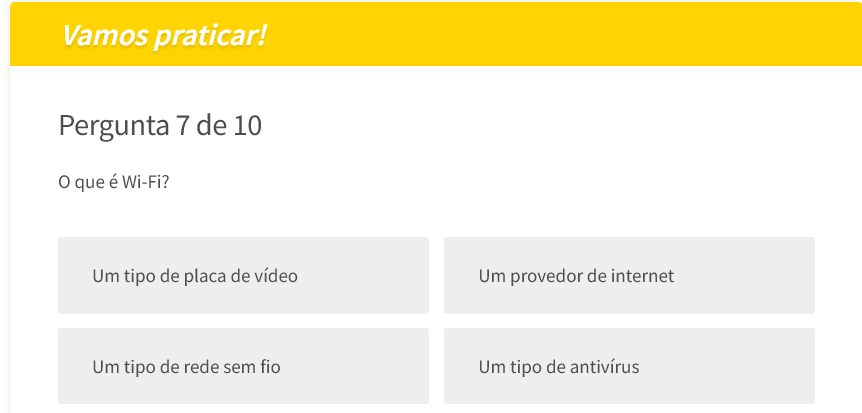 Vamos praticar!
Pergunta 7 de 10
O que é Wi-Fi?
Um tipo de placa de vídeo
Um provedor de internet
Um tipo de rede sem fio
Um tipo de antivírus